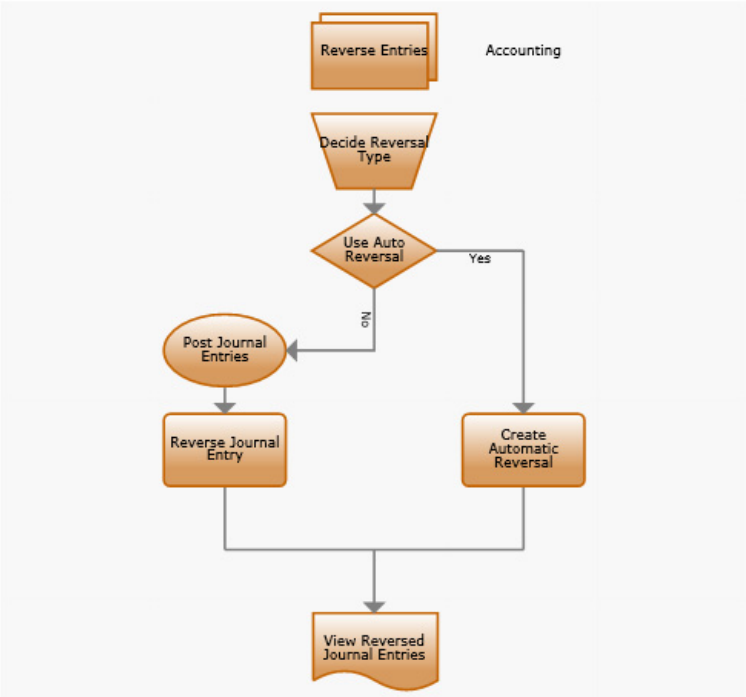 Reverse Entries
Accounting
Decide Reversal
Type
Use Auto
Reversal
Yes
No
Post Journal
Entries
Reverse Journal
Entry
Create
Automatic
Reversal
View Reversed
Journal Entries